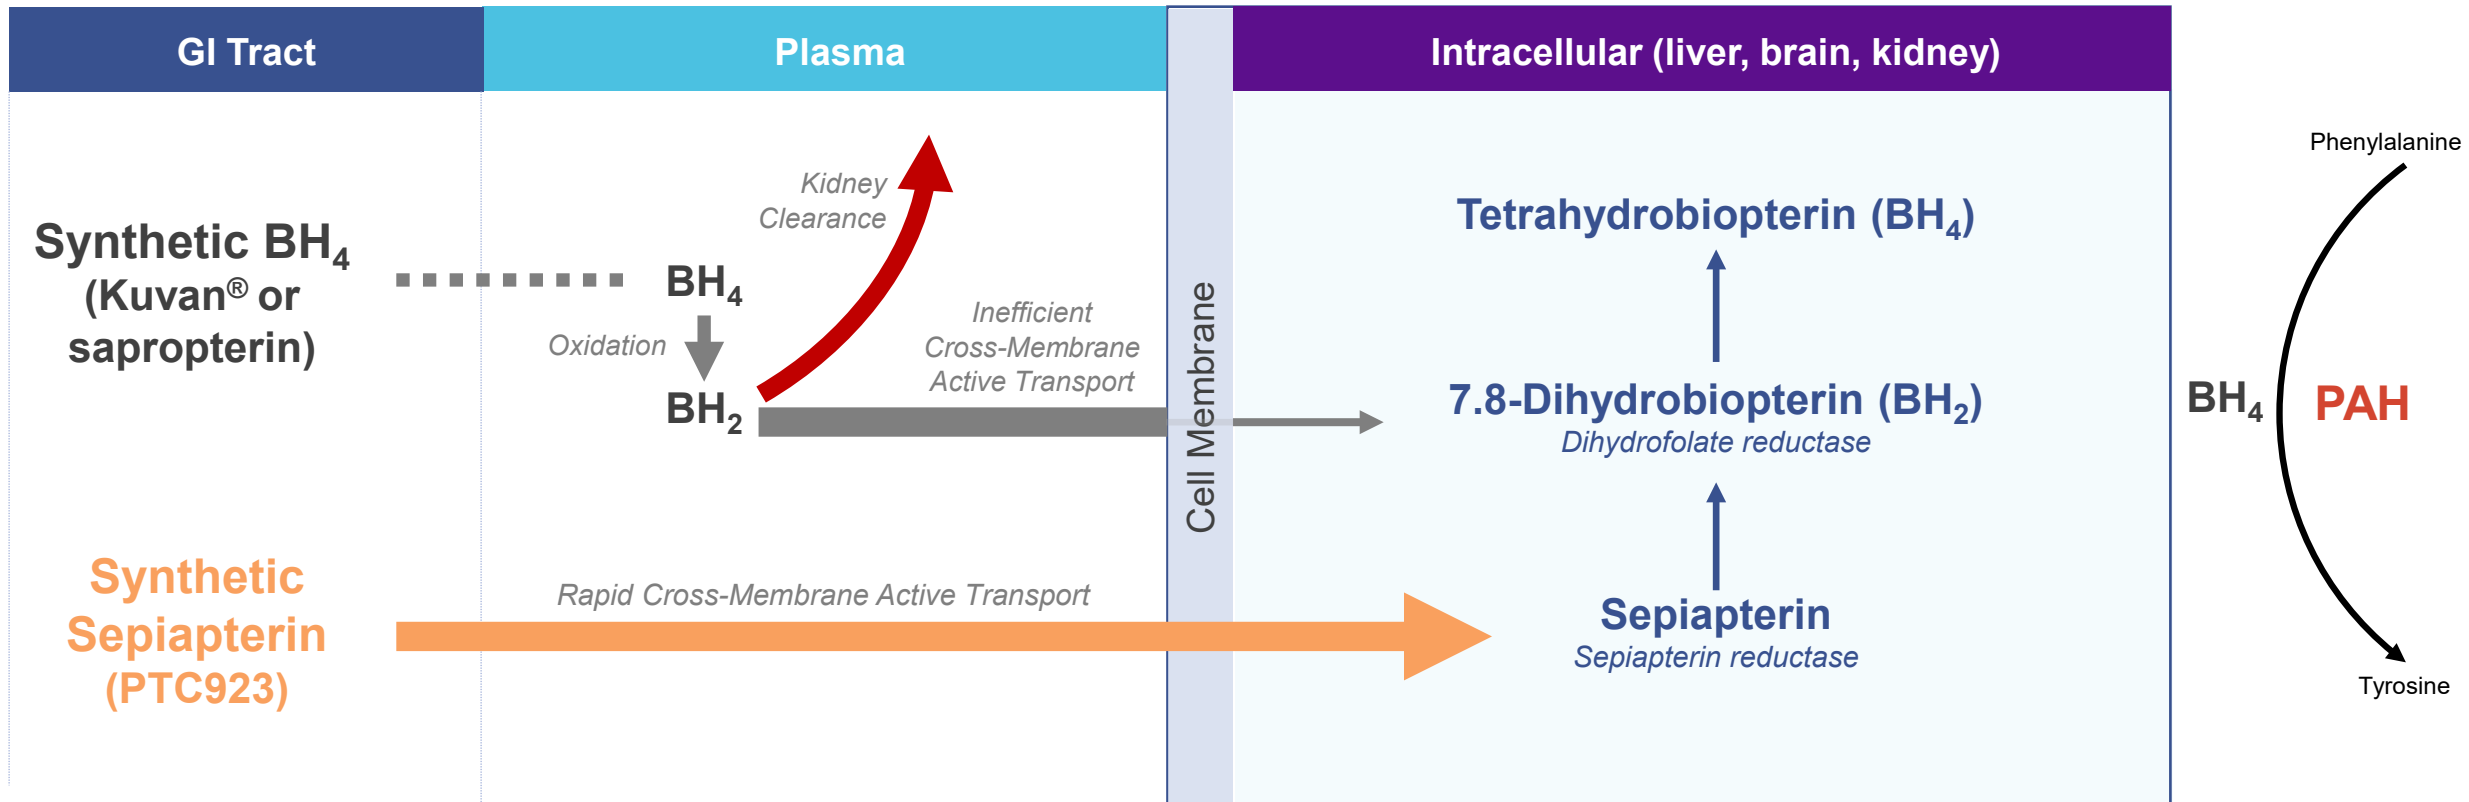 GI Tract
Plasma
Intracellular (liver, brain, kidney)
Synthetic BH₄
(Kuvan® or
sapropterin)
BH₄
Oxidation
BH₂
Kidney
Clearance
Inefficient
Cross-Membrane
Active Transport
Cell Membrane
Tetrahydrobiopterin (BH₄)
7.8-Dihydrobiopterin (BH₂)
Dihydrofolate reductase
Sepiapterin
Sepiapterin reductase
Synthetic
Sepiapterin
(PTC923)
Rapid Cross-Membrane Active Transport
Phenylalanine
BH₄
PAH
Tyrosine